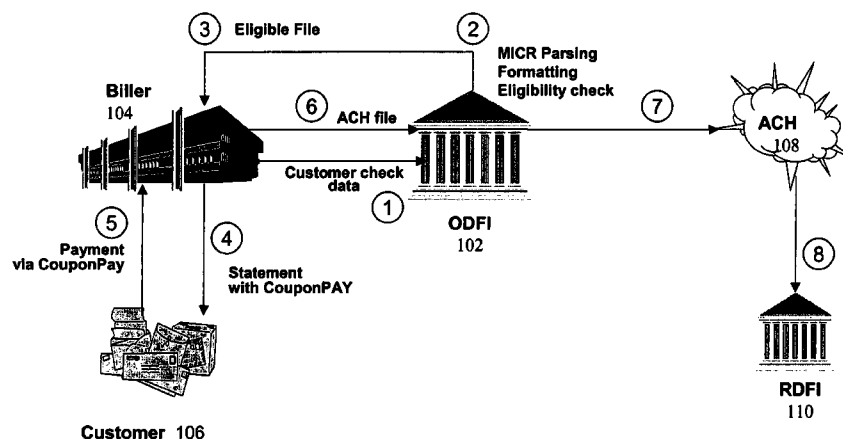 3 Eligible File 2
MICR Parsing
Formatting
Eligibility check
Biller
104
6 ACH file
7
ACH
108
Customer check
data
1
ODFI
102
5
Payment
via CouponPay
4
Statement
with CouponPAY
8
RDFI
110
Customer 106